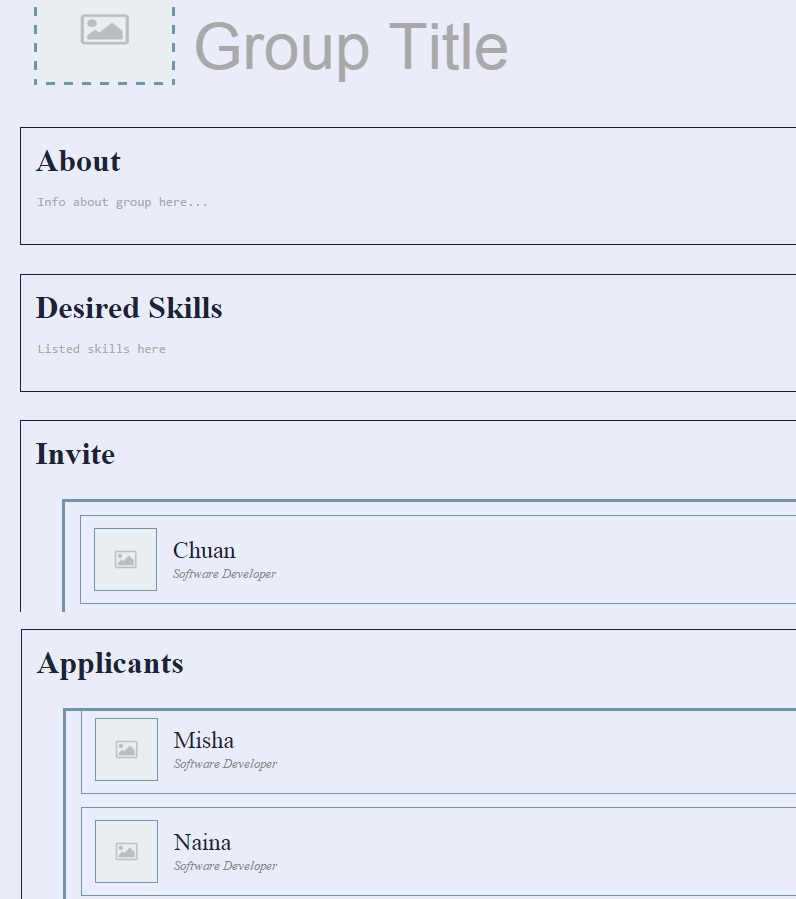 Group Title
About
Info about group here...
Desired Skills
Listed skills here
Invite
Chuan
Software Developer
Applicants
Misha
Software Developer
Naina
Software Developer